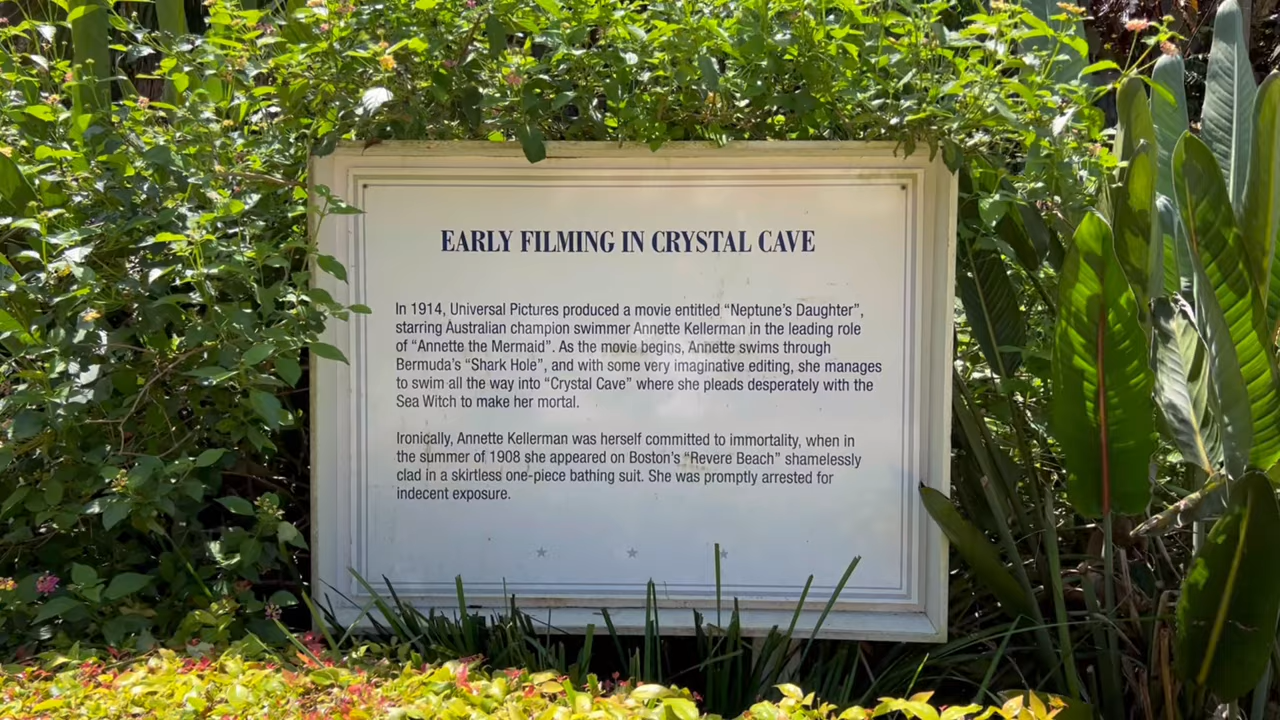 EARLY FILMING IN CRYSTAL CAVE
In 1914, Universal Pictures produced a movie entitled “Neptune’s Daughter”,
starring Australian champion swimmer Annette Kellerman in the leading role
of “Annette the Mermaid”. As the movie begins, Annette swims through
Bermuda’s “Shark Hole”, and with some very imaginative editing, she manages
to swim all the way into “Crystal Cave” where she pleads desperately with the
Sea Witch to make her mortal.
Ironically, Annette Kellerman was herself committed to immortality, when in
the summer of 1908 she appeared on Boston’s “Revere Beach” shamelessly
clad in a skirtless one-piece bathing suit. She was promptly arrested for
indecent exposure.